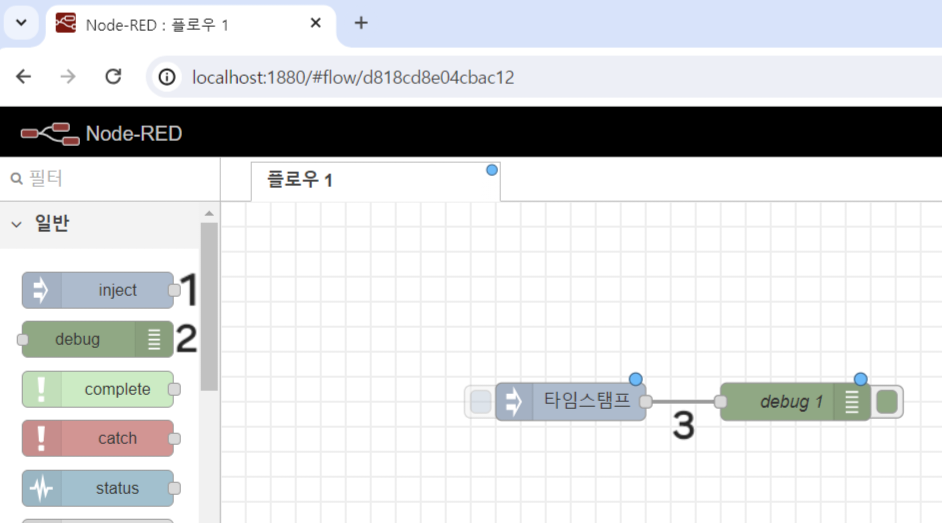 Node-RED : 플로우 1
localhost:1880/#flow/d818cd8e04cbac12
Node-RED
필터
플로우 1
일반
inject 1
debug 2
complete
catch
status
타임스탬프
3
debug 1